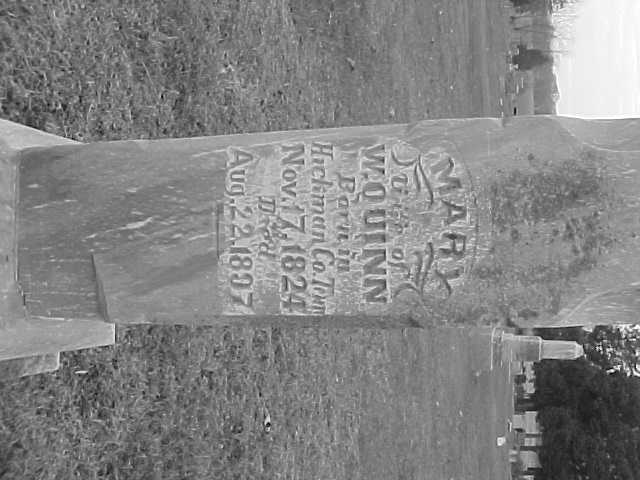 MARY
Wife of
W. QUINN
Born in
Hickman Co. Tenn
Nov. 17, 1824
Died
Aug. 22, 1897